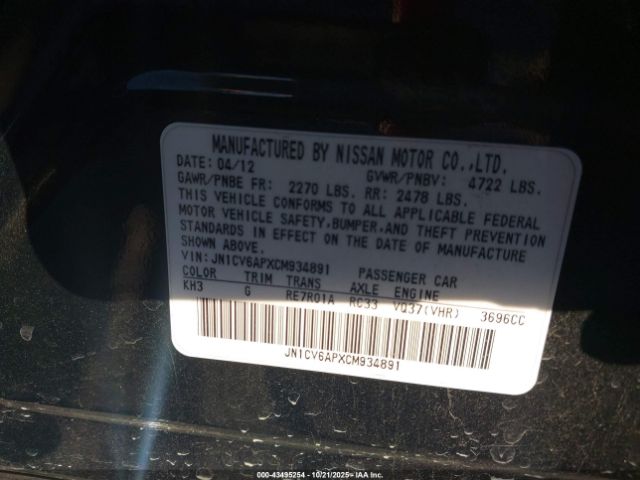 MANUFACTURED BY NISSAN MOTOR CO.,LTD.
DATE: 04/12 GVWR/PNBV: 4722 LBS.
GAWR/PNBE FR: 2270 LBS. RR: 2478 LBS.
THIS VEHICLE CONFORMS TO ALL APPLICABLE FEDERAL
MOTOR VEHICLE SAFETY,BUMPER,AND THEFT PREVENTION
STANDARDS IN EFFECT ON THE DATE OF MANUFACTURE
SHOWN ABOVE.
VIN: JN1CV6APXCM934891 PASSENGER CAR
COLOR TRIM TRANS AXLE ENGINE
KH3 G RE7R01A RC33 VQ37(VHR) 3696CC
JN1CV6APXCM934891
000-43495254 - 10/21/2025 - IAA Inc.